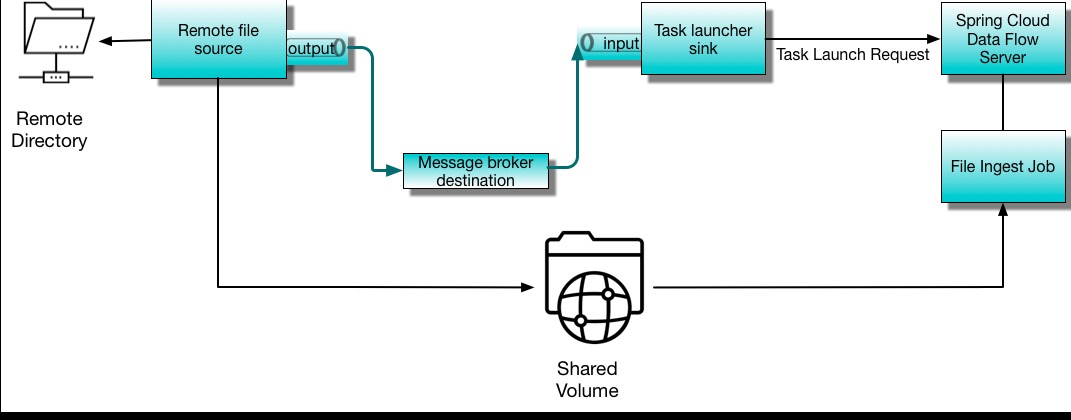 Remote file
source
output
input
Task launcher
sink
Task Launch Request
Spring Cloud
Data Flow
Server
Remote
Directory
Message broker
destination
File Ingest Job
Shared
Volume